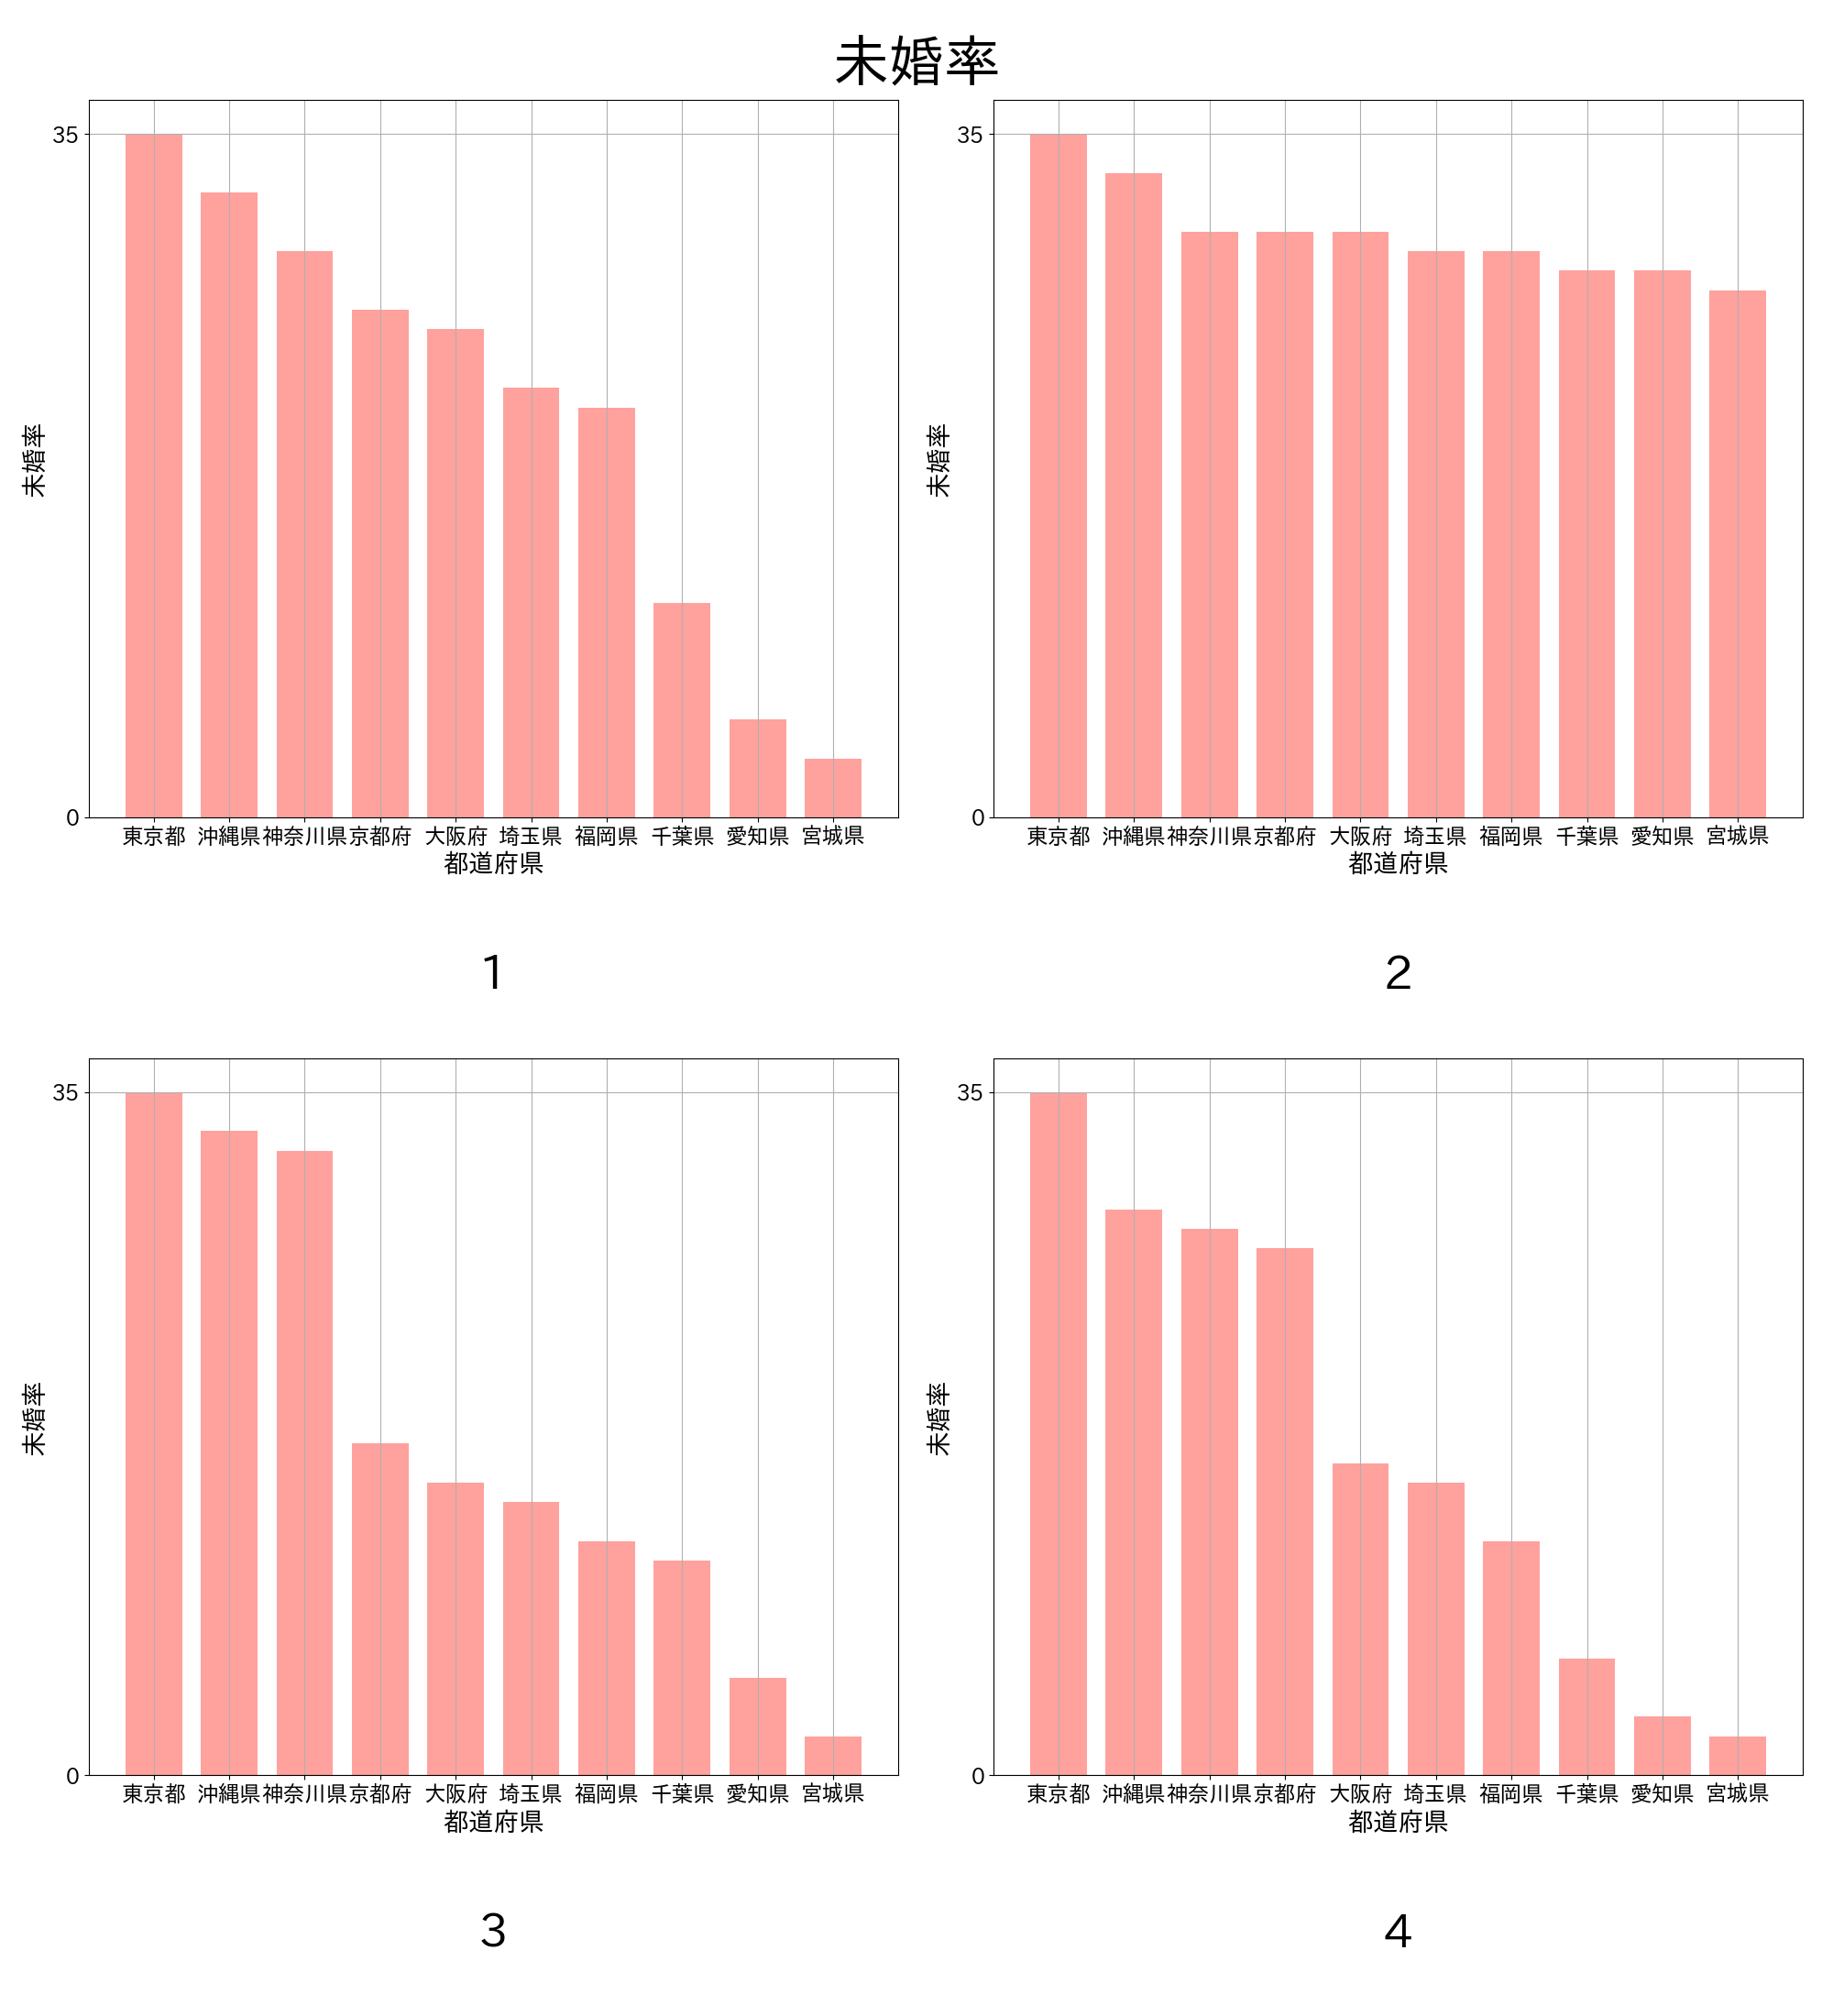 未婚率
35
0
未婚率
東京都 沖縄県 神奈川県 京都府 大阪府 埼玉県 福岡県 千葉県 愛知県 宮城県
都道府県
1
35
0
未婚率
東京都 沖縄県 神奈川県 京都府 大阪府 埼玉県 福岡県 千葉県 愛知県 宮城県
都道府県
2
35
0
未婚率
東京都 沖縄県 神奈川県 京都府 大阪府 埼玉県 福岡県 千葉県 愛知県 宮城県
都道府県
3
35
0
未婚率
東京都 沖縄県 神奈川県 京都府 大阪府 埼玉県 福岡県 千葉県 愛知県 宮城県
都道府県
4